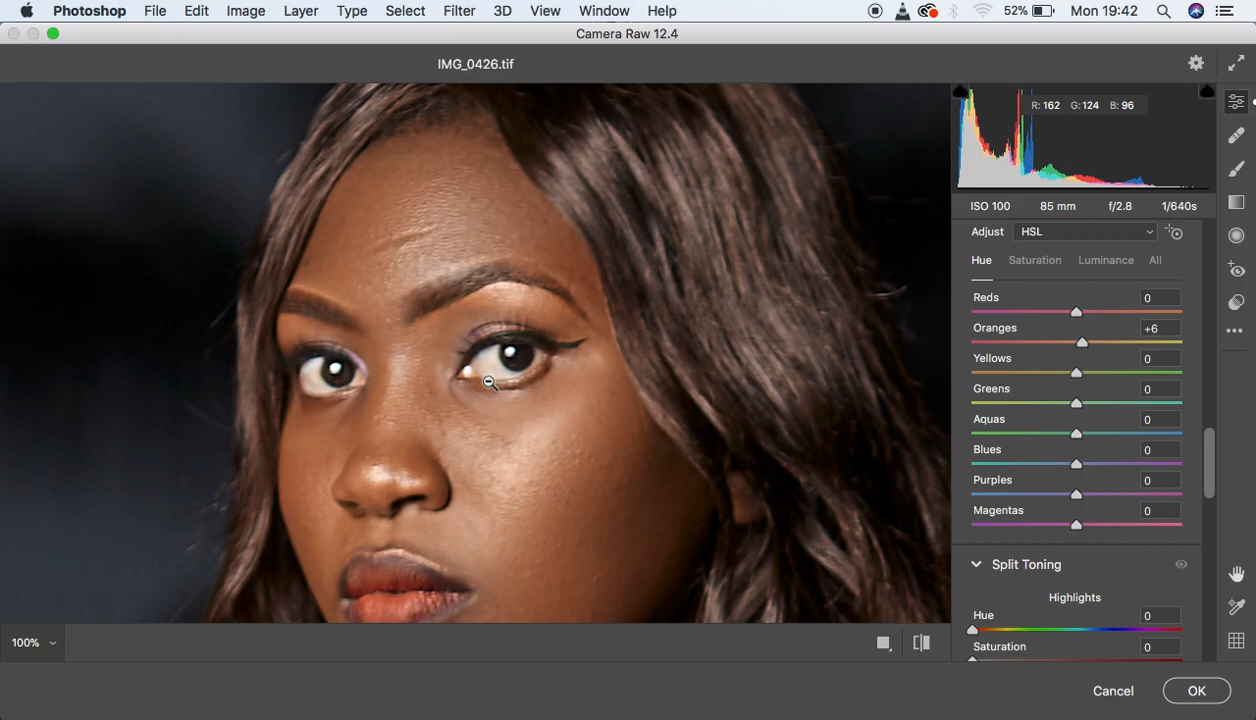 Photoshop File Edit Image Layer Type Select Filter 3D View Window Help 52% Mon 19:42
Camera Raw 12.4
IMG_0426.tif
R: 162 G: 124 B: 96
ISO 100 85 mm f/2.8 1/640s
Adjust HSL
Hue Saturation Luminance All
Reds 0
Oranges +6
Yellows 0
Greens 0
Aquas 0
Blues 0
Purples 0
Magentas 0
Split Toning
Highlights
Hue 0
Saturation 0
100%
Cancel OK